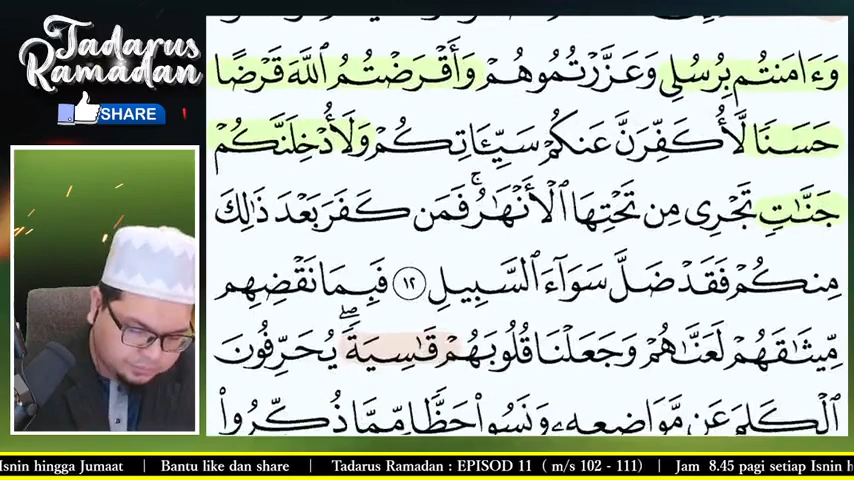 Tadarus
Ramadan
SHARE
وَءَامَنتُم بِرُسُلِى وَعَزَّرْتُمُوهُمْ وَأَقْرَضْتُمُ ٱللَّهَ قَرْضًا
حَسَنًا لَّأُكَفِّرَنَّ عَنكُمْ سَيِّـَٔاتِكُمْ وَلَأُدْخِلَنَّكُمْ
جَنَّـٰتٍ تَجْرِى مِن تَحْتِهَا ٱلْأَنْهَـٰرُ ۚ فَمَن كَفَرَ بَعْدَ ذَٰلِكَ
مِنكُمْ فَقَدْ ضَلَّ سَوَآءَ ٱلسَّبِيلِ ١٢ فَبِمَا نَقْضِهِم
مِّيثَـٰقَهُمْ لَعَنَّـٰهُمْ وَجَعَلْنَا قُلُوبَهُمْ قَـٰسِيَةً ۖ يُحَرِّفُونَ
ٱلْكَلِمَ عَن مَّوَاضِعِهِۦ وَنَسُوا۟ حَظًّا مِّمَّا ذُكِّرُوا۟
Isnin hingga Jumaat | Bantu like dan share | Tadarus Ramadan : EPISOD 11 ( m/s 102 - 111) | Jam 8.45 pagi setiap Isnin h